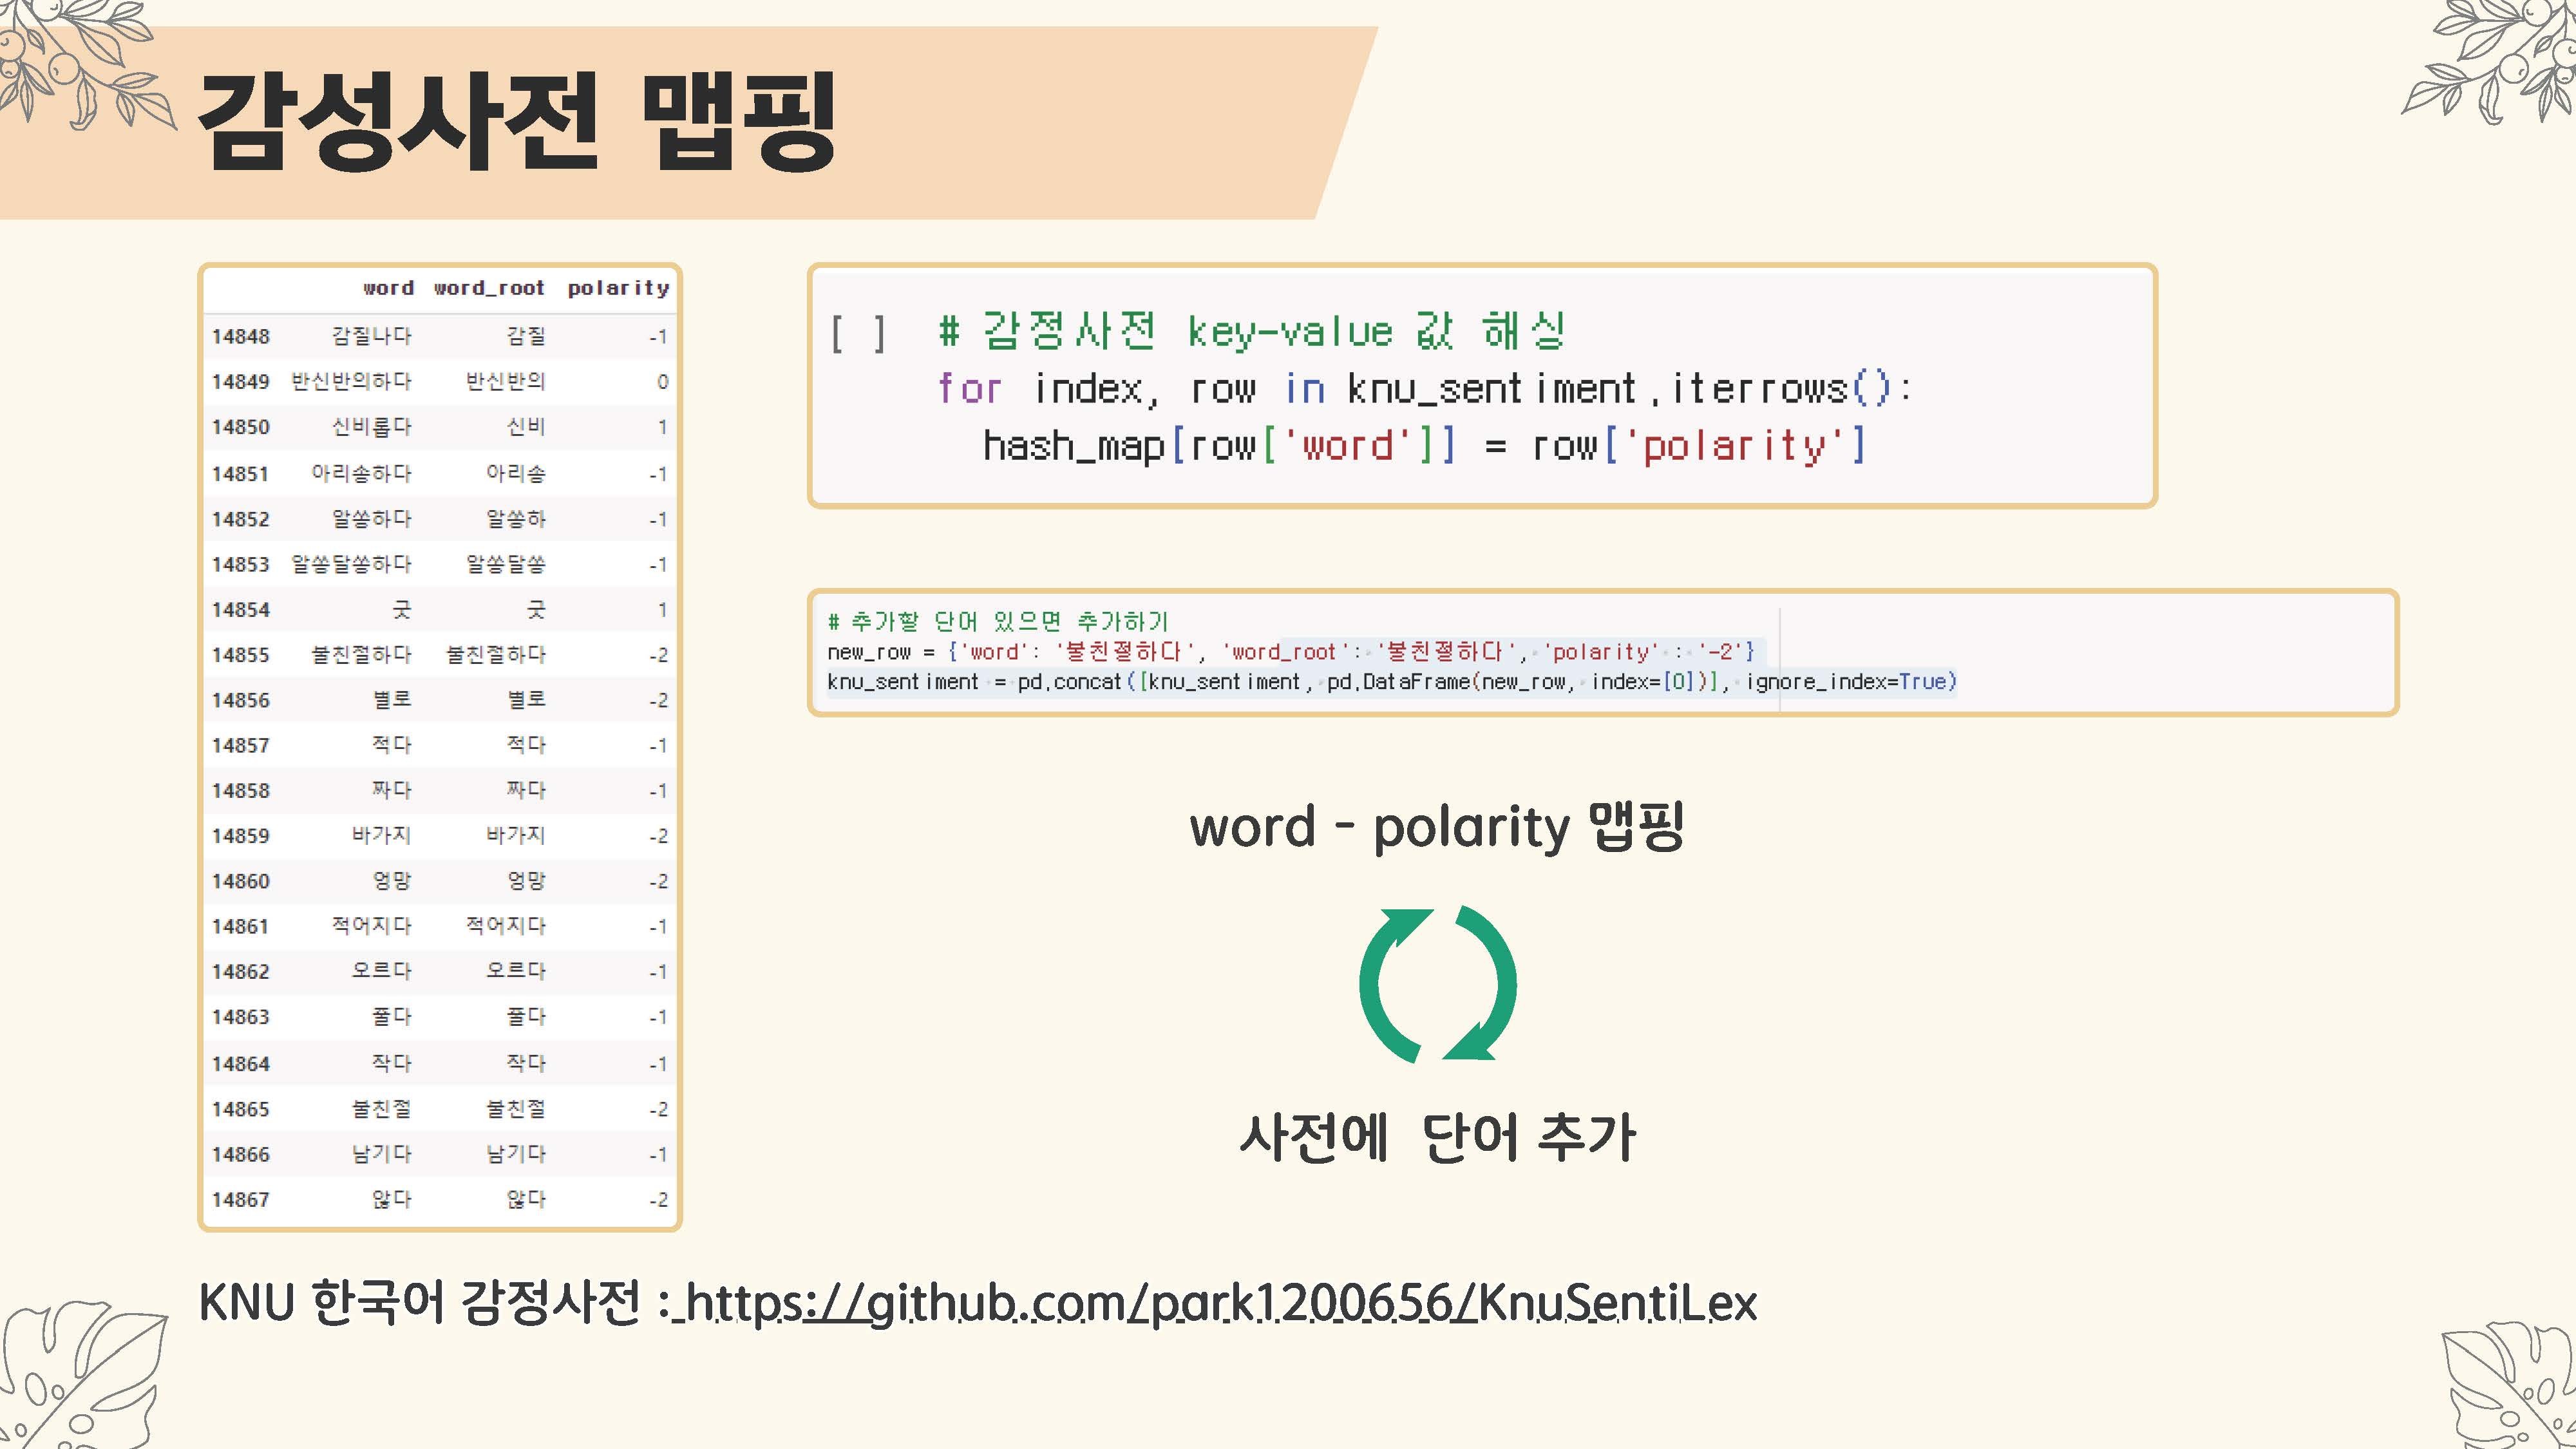 감성사전 맵핑
word word_root polarity
14848 감질나다 감질 -1
14849 반신반의하다 반신반의 0
14850 신비롭다 신비 1
14851 아리송하다 아리송 -1
14852 알쏭하다 알쏭하 -1
14853 알쏭달쏭하다 알쏭달쏭 -1
14854 굿 굿 1
14855 불친절하다 불친절하다 -2
14856 별로 별로 -2
14857 적다 적다 -1
14858 짜다 짜다 -1
14859 바가지 바가지 -2
14860 엉망 엉망 -2
14861 적어지다 적어지다 -1
14862 오르다 오르다 -1
14863 쫄다 쫄다 -1
14864 작다 작다 -1
14865 불친절 불친절 -2
14866 남기다 남기다 -1
14867 않다 않다 -2
[ ] # 감정사전 key-value 값 해싱
for index, row in knu_sentiment.iterrows():
hash_map[row['word']] = row['polarity']
# 추가할 단어 있으면 추가하기
new_row = {'word': '불친절하다', 'word_root': '불친절하다', 'polarity' : '-2'}
knu_sentiment = pd.concat([knu_sentiment, pd.DataFrame(new_row, index=[0])], ignore_index=True)
word - polarity 맵핑
사전에 단어 추가
KNU 한국어 감정사전 : https://github.com/park1200656/KnuSentiLex